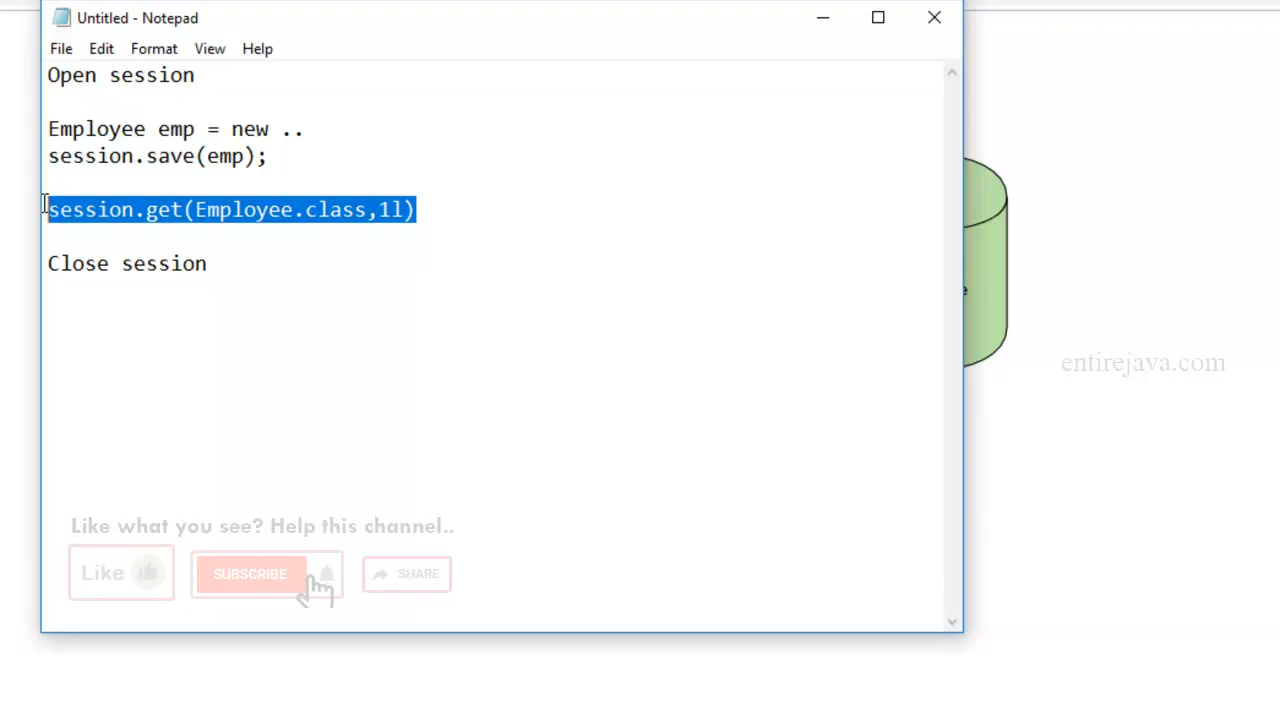 Untitled - Notepad
File Edit Format View Help
Open session
Employee emp = new ..
session.save(emp);
session.get(Employee.class,1l)
Close session
e
entirejava.com
Like what you see? Help this channel..
Like SUBSCRIBE SHARE